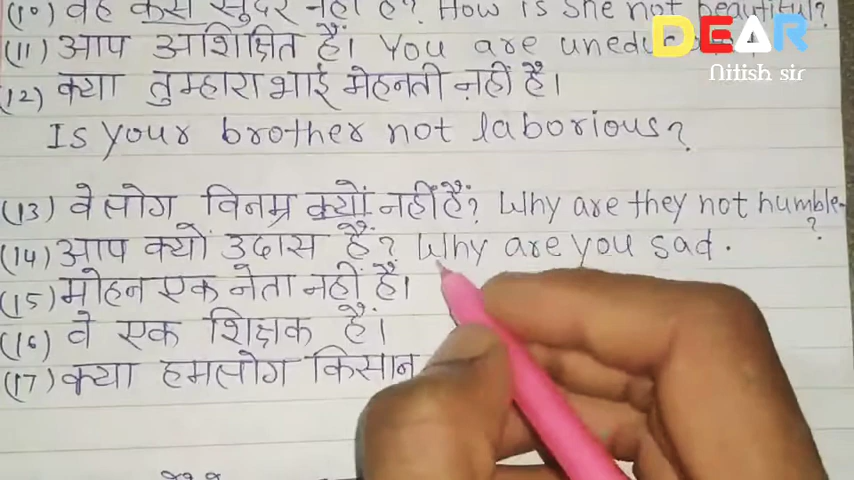 (10) वह कैसे सुंदर नहीं है? How is she not beautiful?
(11) आप अशिक्षित हैं। You are
DEAR
Nitish sir
(12) क्या तुम्हारा भाई मेहनती नहीं है।
Is your brother not laborious?
(13) वे लोग विनम्र क्यों नहीं हैं? Why are they not humble-
?
(14) आप क्यों उदास हैं? Why are you sad.
(15) मोहन एक नेता नहीं हैं।
(16) वे एक शिक्षक हैं।
(17) क्या हमलोग किसान